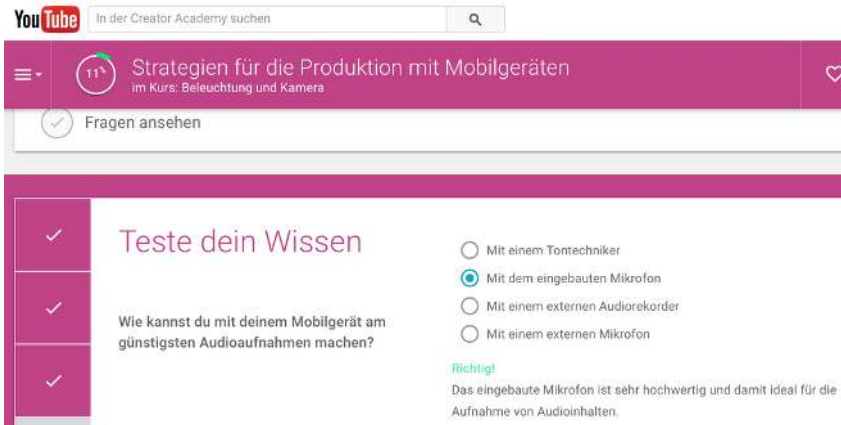 YouTube
In der Creator Academy suchen
11%
Strategien für die Produktion mit Mobilgeräten
im Kurs: Beleuchtung und Kamera
Fragen ansehen
Teste dein Wissen
Wie kannst du mit deinem Mobilgerät am
günstigsten Audioaufnahmen machen?
Mit einem Tontechniker
Mit dem eingebauten Mikrofon
Mit einem externen Audiorekorder
Mit einem externen Mikrofon
Richtig!
Das eingebaute Mikrofon ist sehr hochwertig und damit ideal für die
Aufnahme von Audioinhalten.